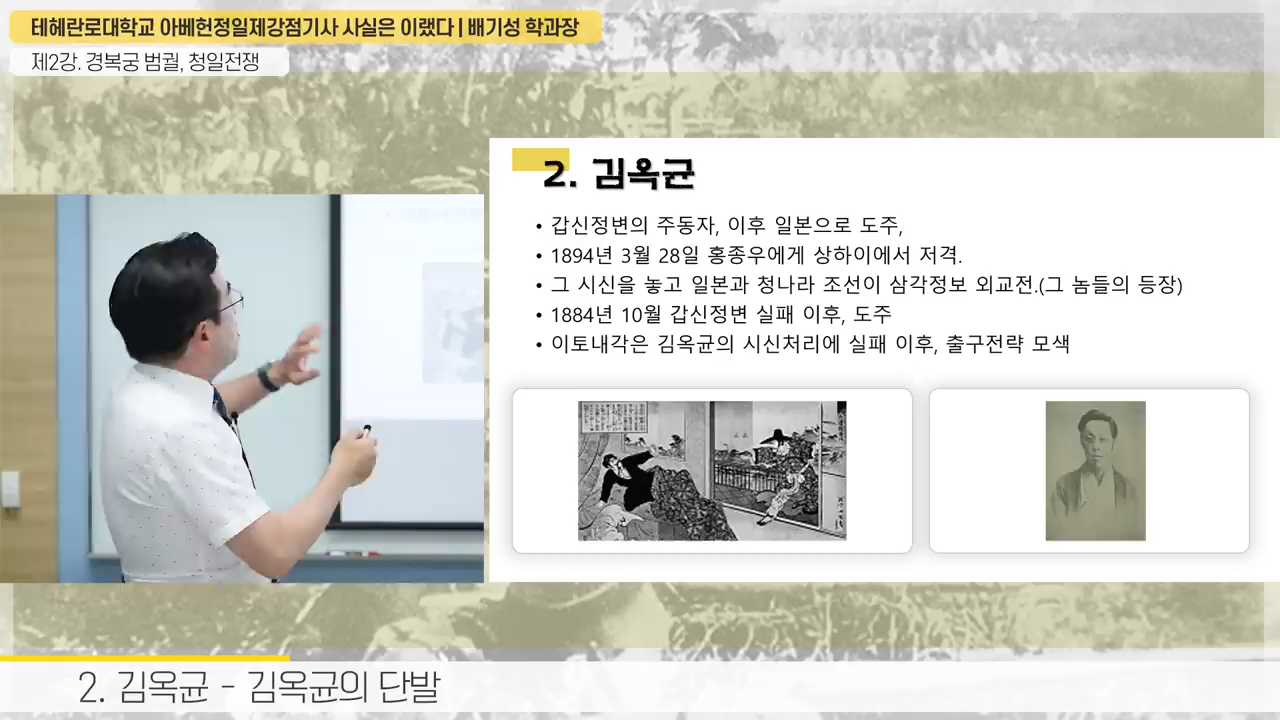 테헤란로대학교 아베헌정일제강점기사 사실은 이랬다 | 배기성 학과장
제2강. 경복궁 범궐, 청일전쟁
2. 김옥균
• 갑신정변의 주동자, 이후 일본으로 도주,
• 1894년 3월 28일 홍종우에게 상하이에서 저격.
• 그 시신을 놓고 일본과 청나라 조선이 삼각정보 외교전.(그 놈들의 등장)
• 1884년 10월 갑신정변 실패 이후, 도주
• 이토내각은 김옥균의 시신처리에 실패 이후, 출구전략 모색
2. 김옥균 - 김옥균의 단발